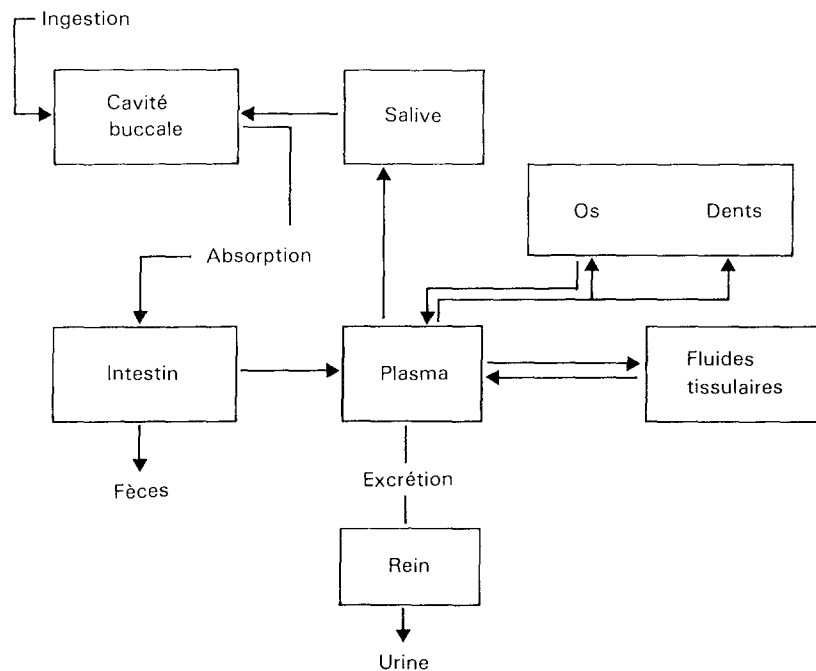 Ingestion
Cavité
buccale
Salive
Os
Dents
Absorption
Intestin
Plasma
Fluides
tissulaires
Fèces
Excrétion
Rein
Urine